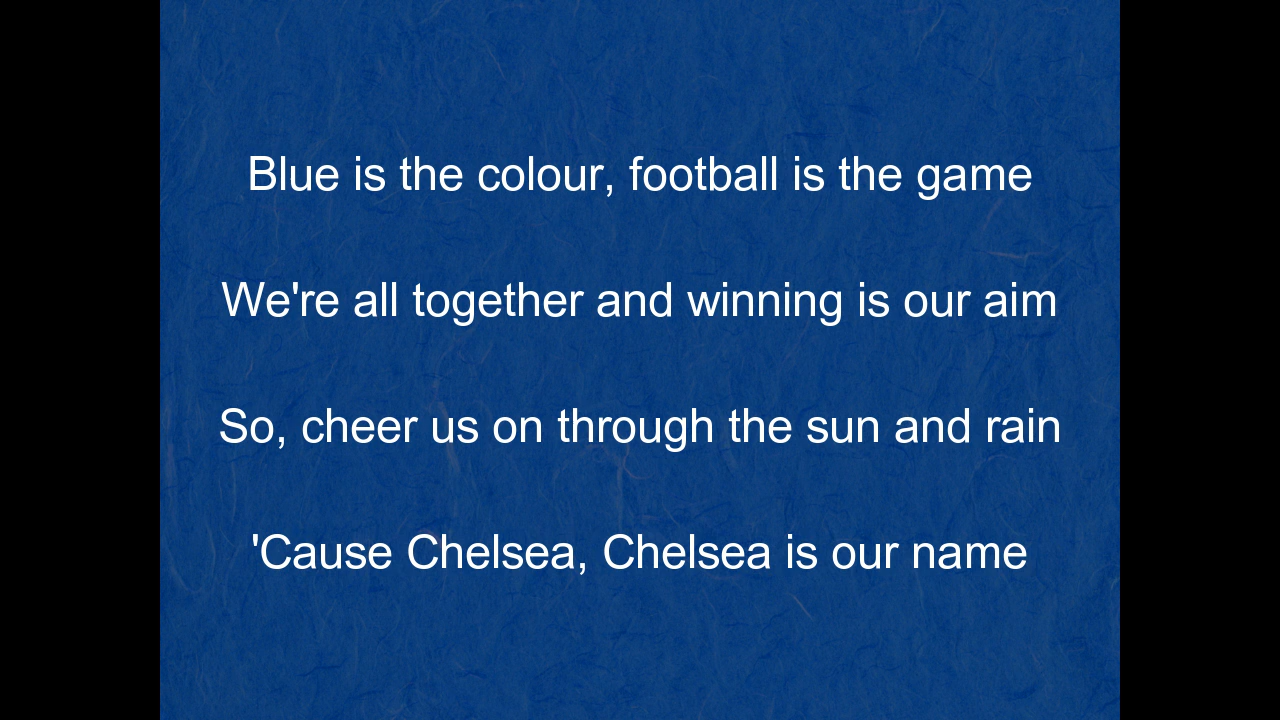 Blue is the colour, football is the game
We're all together and winning is our aim
So, cheer us on through the sun and rain
'Cause Chelsea, Chelsea is our name